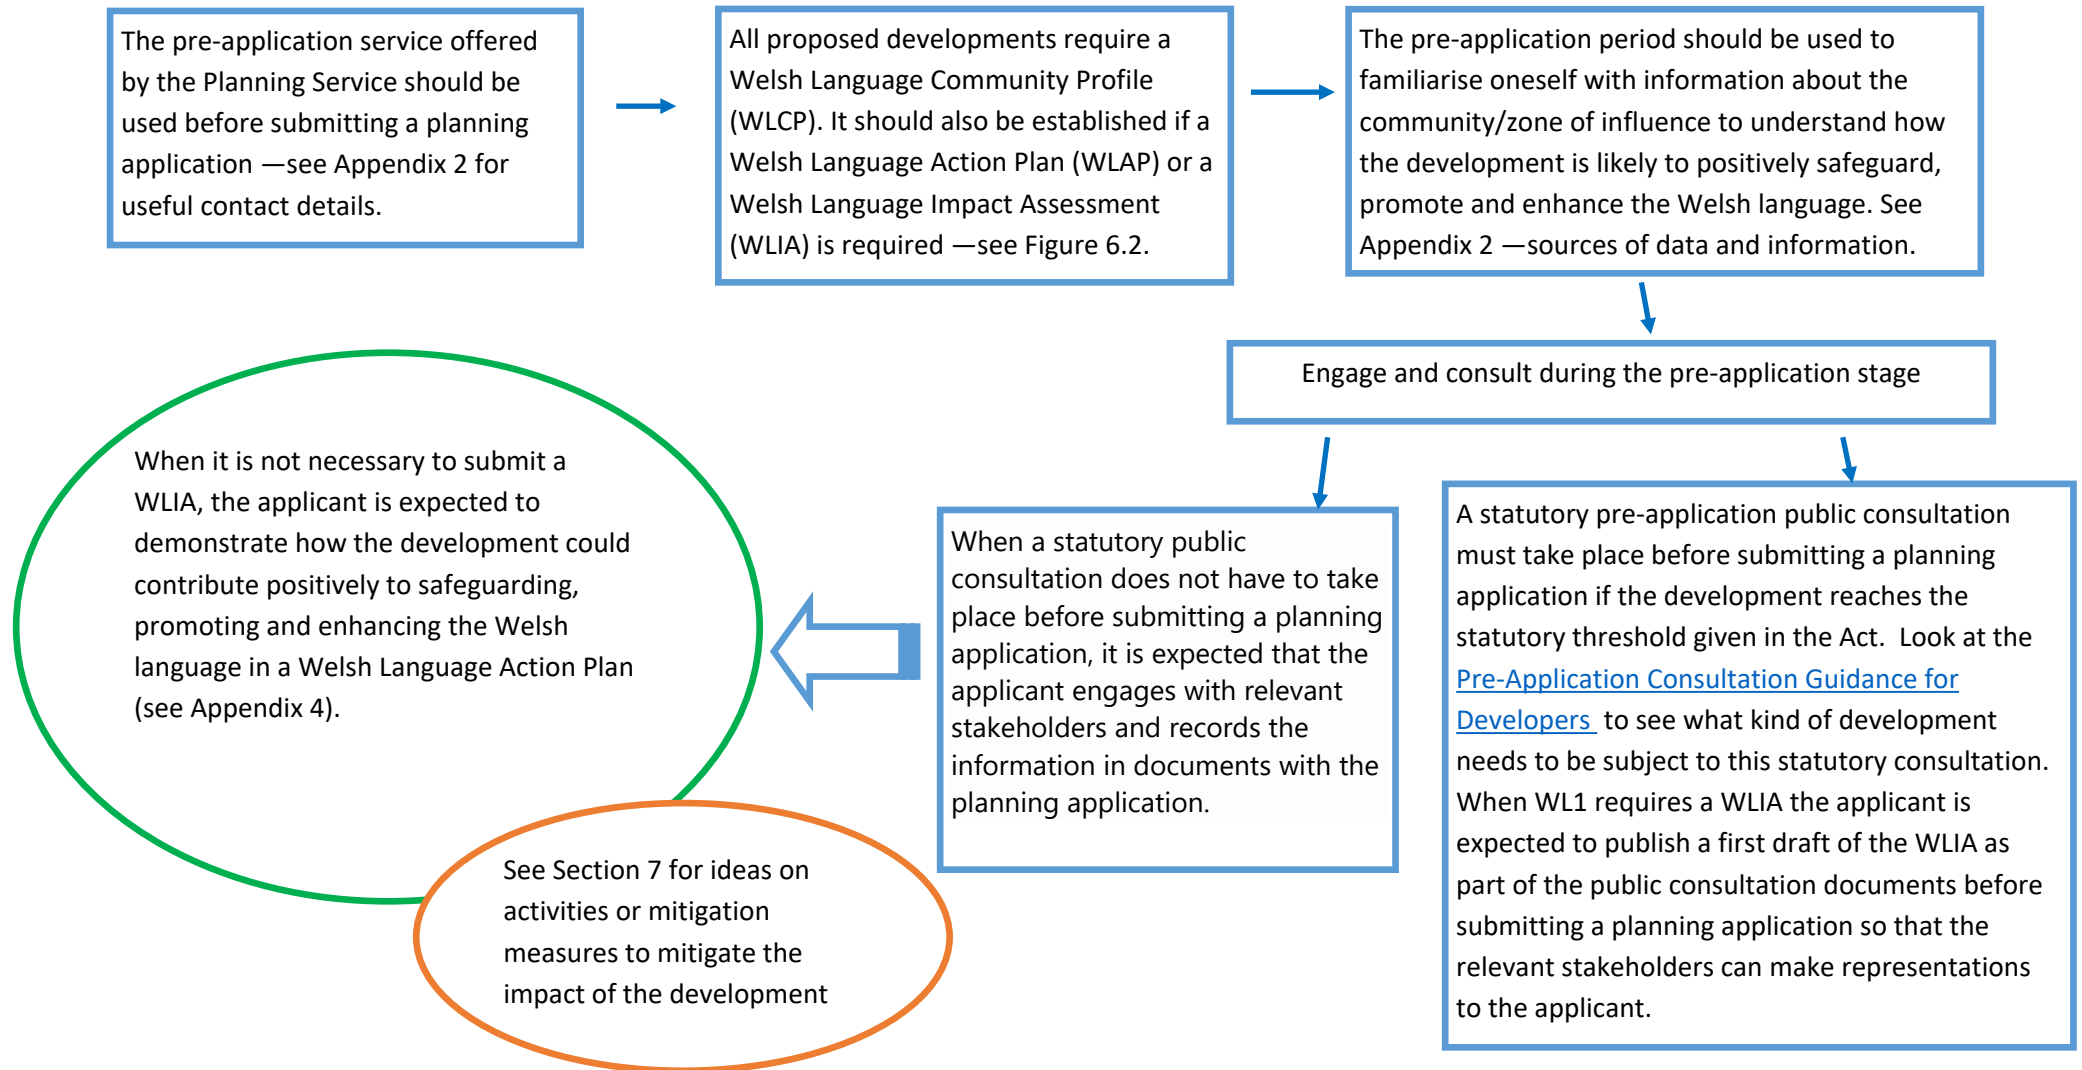 The pre-application service offered
by the Planning Service should be
used before submitting a planning
application —see Appendix 2 for
useful contact details.
All proposed developments require a
Welsh Language Community Profile
(WLCP). It should also be established if a
Welsh Language Action Plan (WLAP) or a
Welsh Language Impact Assessment
(WLIA) is required —see Figure 6.2.
The pre-application period should be used to
familiarise oneself with information about the
community/zone of influence to understand how
the development is likely to positively safeguard,
promote and enhance the Welsh language. See
Appendix 2 —sources of data and information.
Engage and consult during the pre-application stage
When it is not necessary to submit a
WLIA, the applicant is expected to
demonstrate how the development could
contribute positively to safeguarding,
promoting and enhancing the Welsh
language in a Welsh Language Action Plan
(see Appendix 4).
When a statutory public
consultation does not have to take
place before submitting a planning
application, it is expected that the
applicant engages with relevant
stakeholders and records the
information in documents with the
planning application.
A statutory pre-application public consultation
must take place before submitting a planning
application if the development reaches the
statutory threshold given in the Act.  Look at the
Pre-Application Consultation Guidance for
Developers  to see what kind of development
needs to be subject to this statutory consultation.
When WL1 requires a WLIA the applicant is
expected to publish a first draft of the WLIA as
part of the public consultation documents before
submitting a planning application so that the
relevant stakeholders can make representations
to the applicant.
See Section 7 for ideas on
activities or mitigation
measures to mitigate the
impact of the development